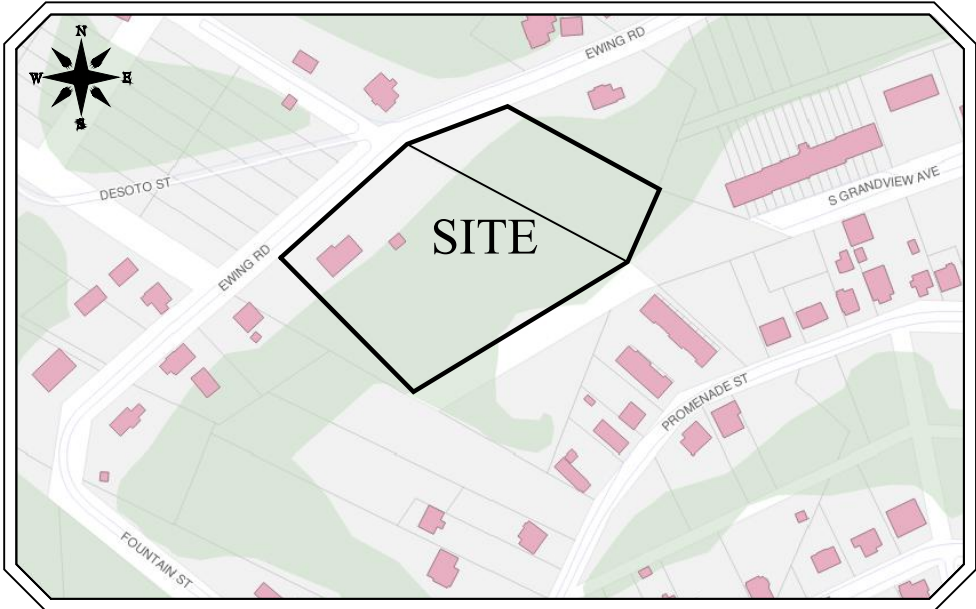 N
W E
S
EWING RD
DESOTO ST
S GRANDVIEW AVE
SITE
EWING RD
PROMENADE ST
FOUNTAIN ST